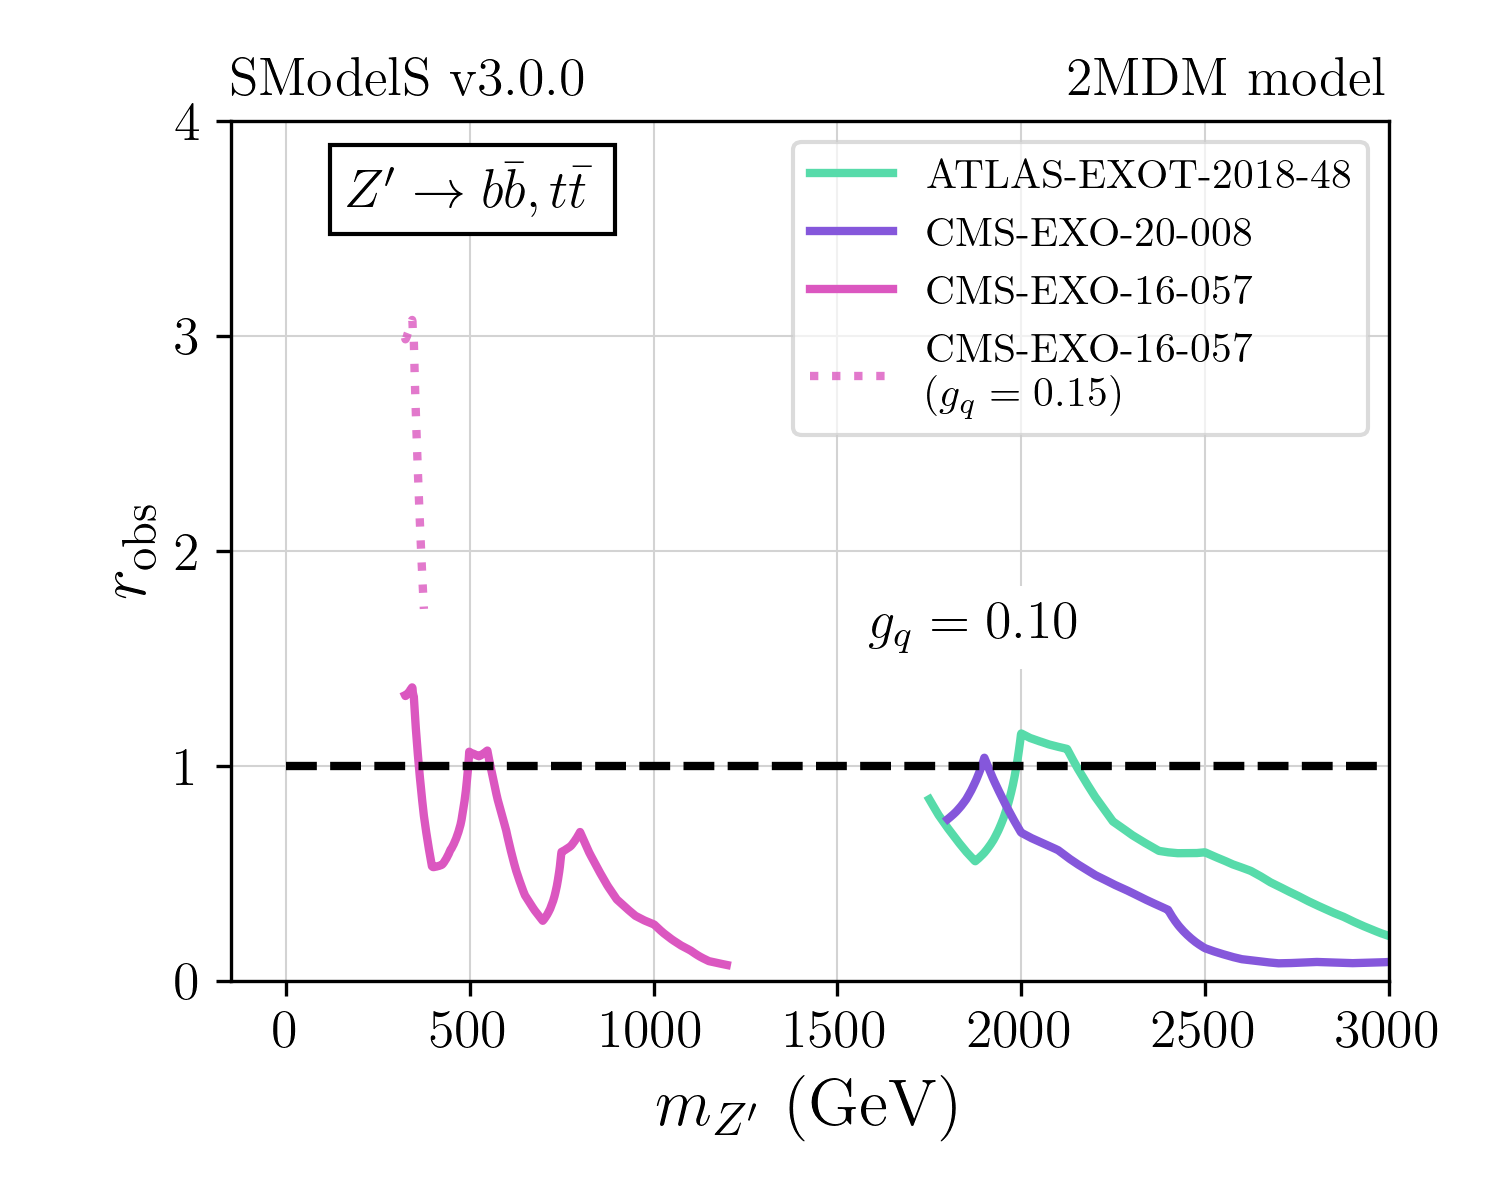 SModelS v3.0.0
2MDM model
Z′ → bb̄, tt̄
ATLAS-EXOT-2018-48
CMS-EXO-20-008
CMS-EXO-16-057
CMS-EXO-16-057
(g_q = 0.15)
g_q = 0.10
r_obs
4
3
2
1
0
0 500 1000 1500 2000 2500 3000
m_Z′ (GeV)